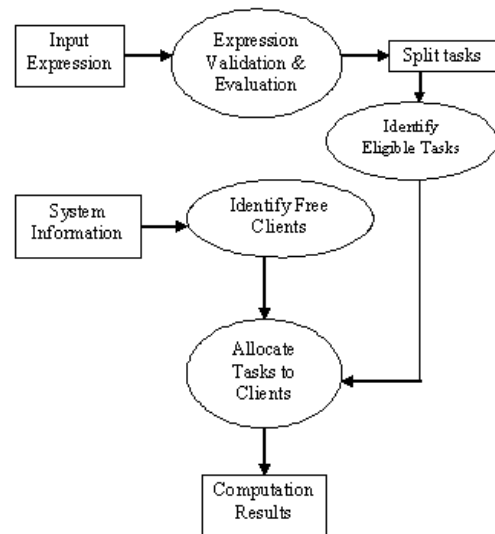 Input
Expression
Expression
Validation &
Evaluation
Split tasks
Identify
Eligible Tasks
System
Information
Identify Free
Clients
Allocate
Tasks to
Clients
Computation
Results